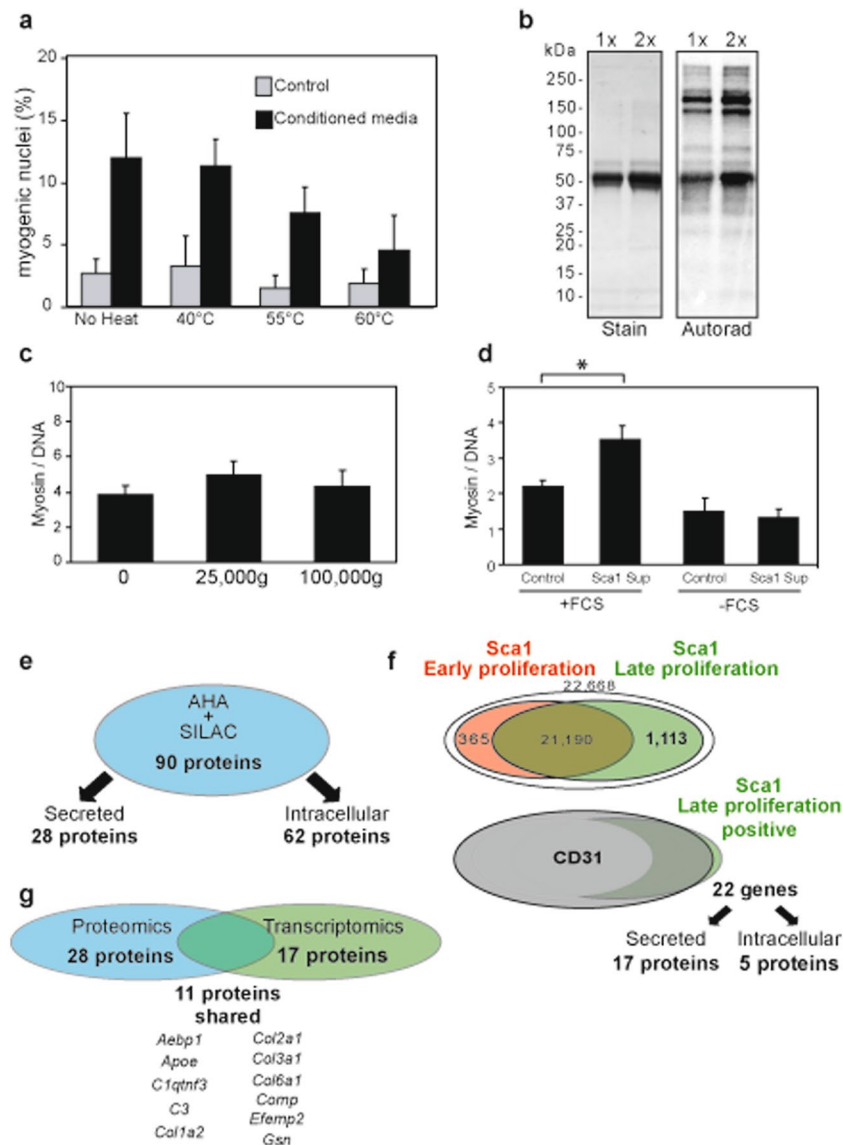 a
20
15
10
5
0
myogenic nuclei (%)
Control
Conditioned media
No Heat 40°C 55°C 60°C
b
1x 2x 1x 2x
kDa
250-
150-
100-
75-
50-
37-
25-
20-
15-
10-
Stain Autorad
c
10
8
6
4
2
0
Myosin / DNA
0 25,000g 100,000g
d
*
5
4
3
2
1
0
Myosin / DNA
Control Sca1 Sup Control Sca1 Sup
+FCS -FCS
e
AHA
+
SILAC
90 proteins
Secreted Intracellular
28 proteins 62 proteins
f
Sca1 Sca1
Early proliferation Late proliferation
22,668
365 21,190 1,113
Sca1
Late proliferation
positive
CD31
22 genes
Secreted Intracellular
17 proteins 5 proteins
g
Proteomics Transcriptomics
28 proteins 17 proteins
11 proteins
shared
Aebp1 Col2a1
Apoe Col3a1
C1qtnf3 Col6a1
C3 Comp
Col1a2 Efemp2
Gsn